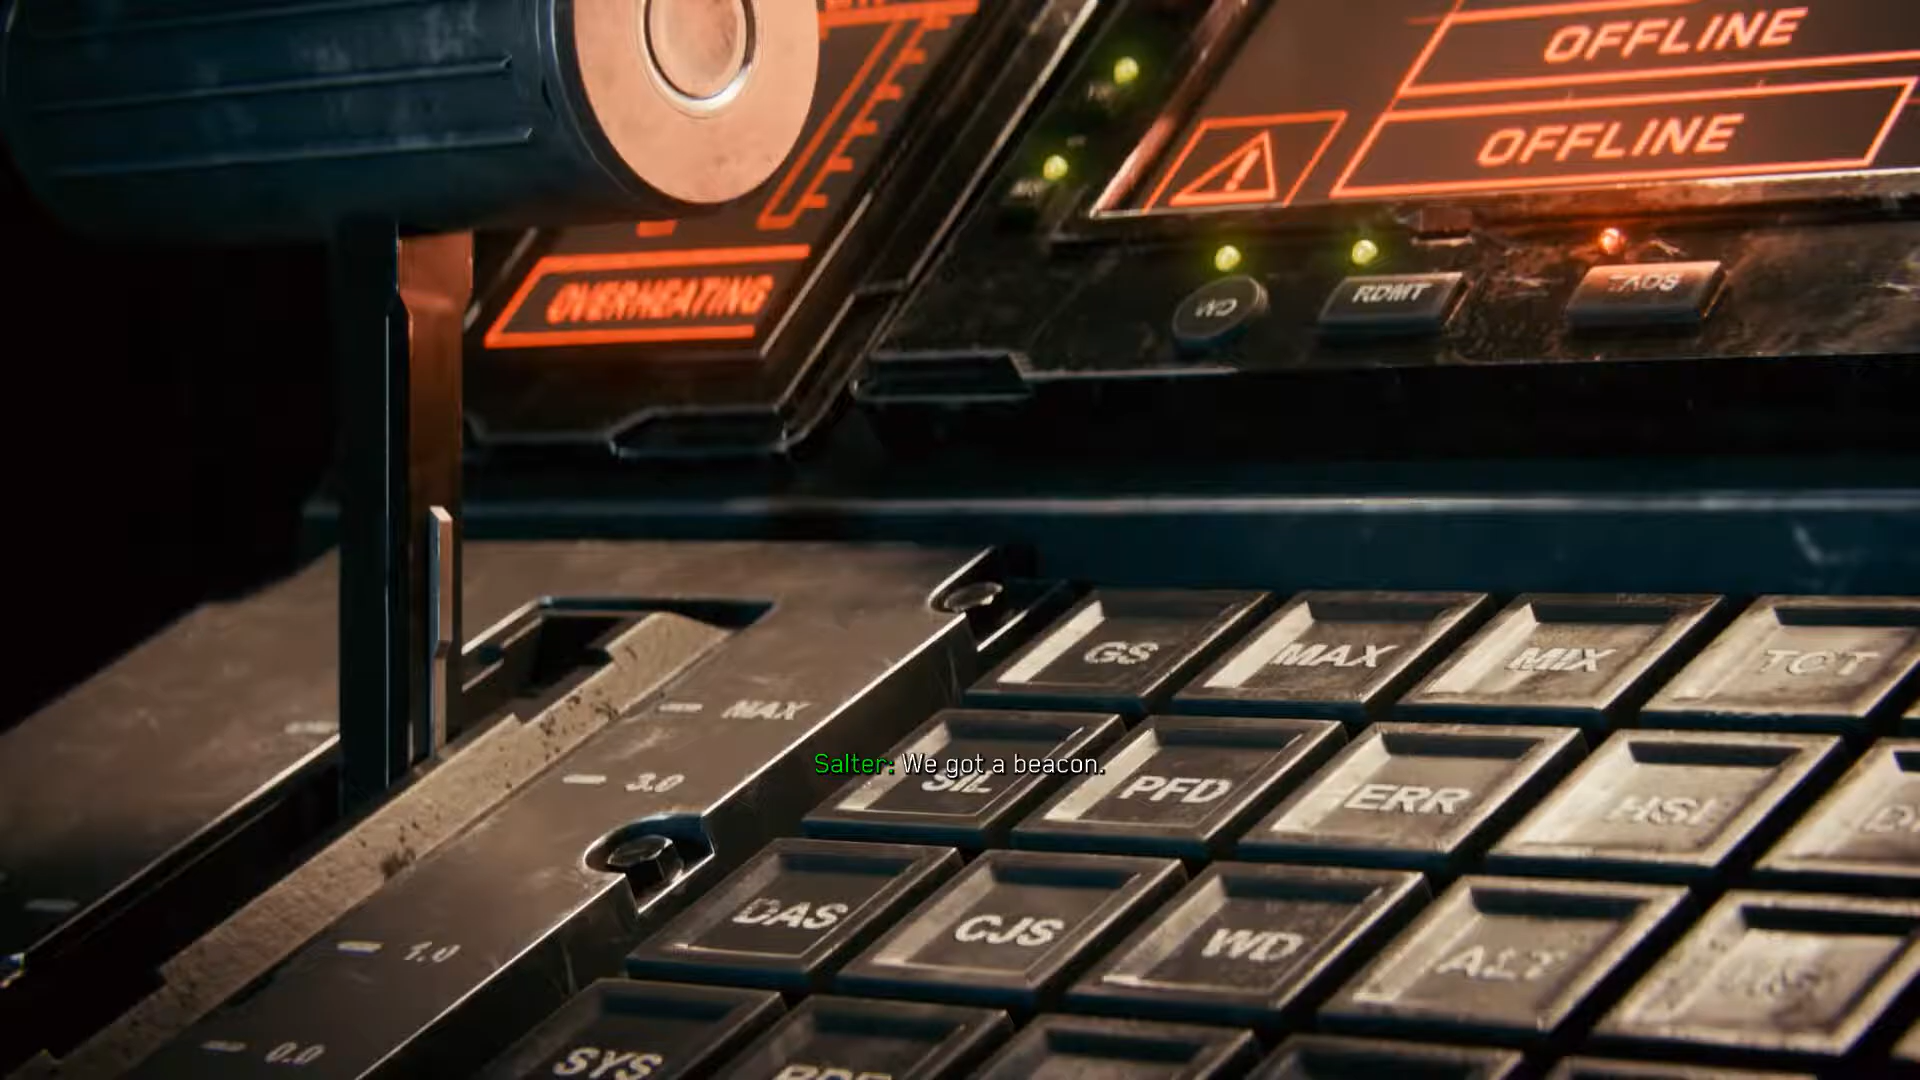 OFFLINE
OFFLINE
OVERHEATING
WD
RDMT
TADS
GS
MAX
MIX
TCT
MAX
Salter: We got a beacon.
3.0
PFD
ERR
HSI
DAS
CJS
WD
ALT
1.0
0.0
SYS